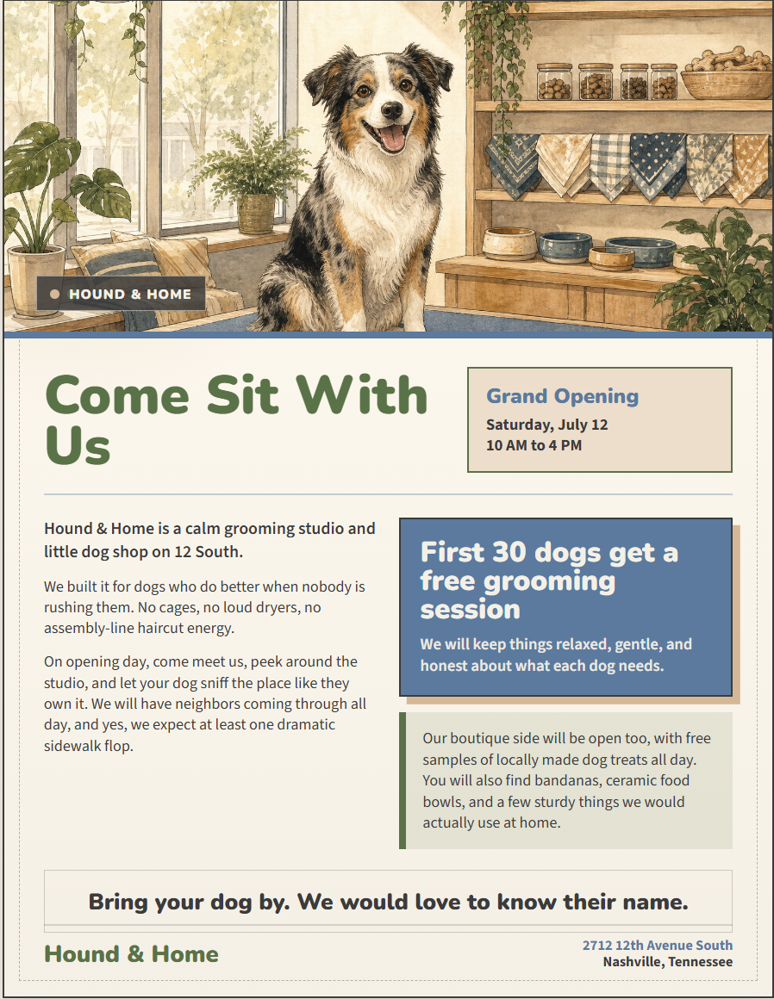 HOUND & HOME
Come Sit With
Us
Grand Opening
Saturday, July 12
10 AM to 4 PM
Hound & Home is a calm grooming studio and
little dog shop on 12 South.
We built it for dogs who do better when nobody is
rushing them. No cages, no loud dryers, no
assembly-line haircut energy.
On opening day, come meet us, peek around the
studio, and let your dog sniff the place like they
own it. We will have neighbors coming through all
day, and yes, we expect at least one dramatic
sidewalk flop.
First 30 dogs get a
free grooming
session
We will keep things relaxed, gentle, and
honest about what each dog needs.
Our boutique side will be open too, with free
samples of locally made dog treats all day.
You will also find bandanas, ceramic food
bowls, and a few sturdy things we would
actually use at home.
Bring your dog by. We would love to know their name.
Hound & Home
2712 12th Avenue South
Nashville, Tennessee